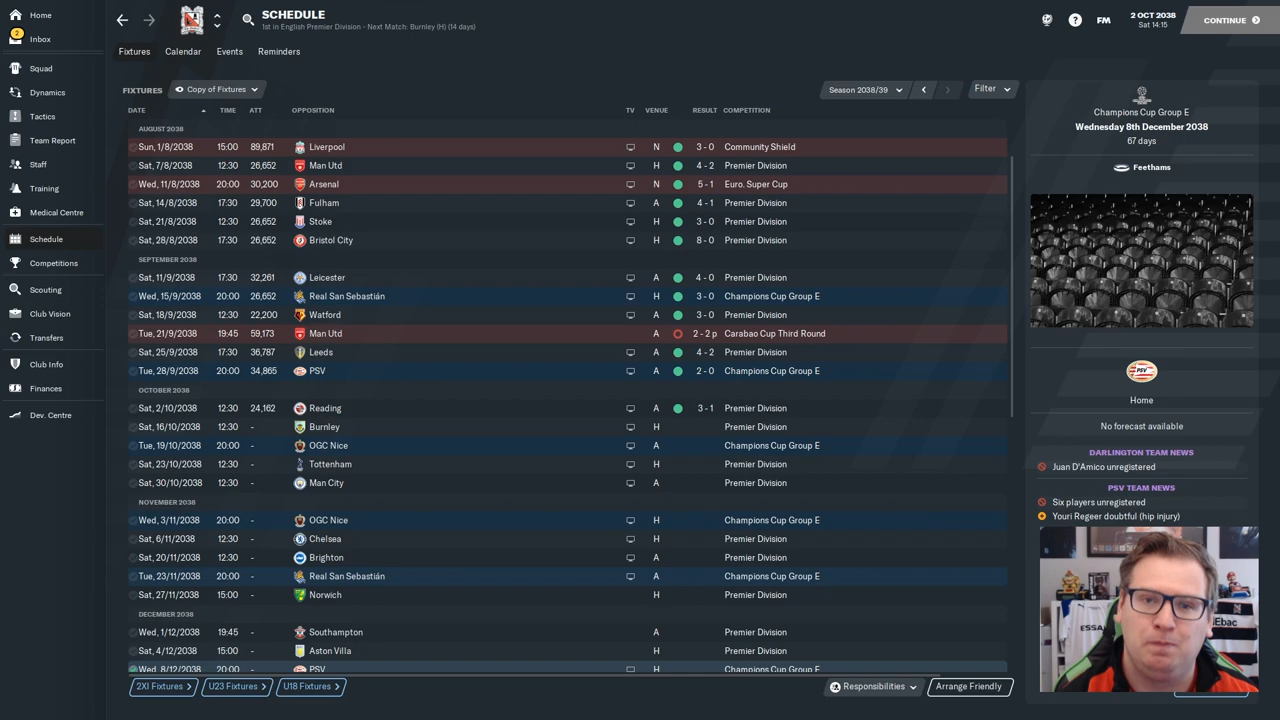 Home
2
Inbox
Squad
Dynamics
Tactics
Team Report
Staff
Training
Medical Centre
Schedule
Competitions
Scouting
Club Vision
Transfers
Club Info
Finances
Dev. Centre
SCHEDULE
1st in English Premier Division - Next Match: Burnley (H) (14 days)
FM
2 OCT 2038
Sat 14:15
CONTINUE
Fixtures Calendar Events Reminders
FIXTURES Copy of Fixtures Season 2038/39 Filter
DATE TIME ATT OPPOSITION TV VENUE RESULT COMPETITION
AUGUST 2038
Sun, 1/8/2038 15:00 89,871 Liverpool N 3 - 0 Community Shield
Sat, 7/8/2038 12:30 26,652 Man Utd H 4 - 2 Premier Division
Wed, 11/8/2038 20:00 30,200 Arsenal N 5 - 1 Euro. Super Cup
Sat, 14/8/2038 17:30 29,700 Fulham A 4 - 1 Premier Division
Sat, 21/8/2038 12:30 26,652 Stoke H 3 - 0 Premier Division
Sat, 28/8/2038 17:30 26,652 Bristol City H 8 - 0 Premier Division
SEPTEMBER 2038
Sat, 11/9/2038 17:30 32,261 Leicester A 4 - 0 Premier Division
Wed, 15/9/2038 20:00 26,652 Real San Sebastián H 3 - 0 Champions Cup Group E
Sat, 18/9/2038 12:30 22,200 Watford A 3 - 0 Premier Division
Tue, 21/9/2038 19:45 59,173 Man Utd A 2 - 2 p Carabao Cup Third Round
Sat, 25/9/2038 17:30 36,787 Leeds A 4 - 2 Premier Division
Tue, 28/9/2038 20:00 34,865 PSV A 2 - 0 Champions Cup Group E
OCTOBER 2038
Sat, 2/10/2038 12:30 24,162 Reading A 3 - 1 Premier Division
Sat, 16/10/2038 12:30 - Burnley H Premier Division
Tue, 19/10/2038 20:00 - OGC Nice A Champions Cup Group E
Sat, 23/10/2038 12:30 - Tottenham H Premier Division
Sat, 30/10/2038 12:30 - Man City A Premier Division
NOVEMBER 2038
Wed, 3/11/2038 20:00 - OGC Nice H Champions Cup Group E
Sat, 6/11/2038 12:30 - Chelsea H Premier Division
Sat, 20/11/2038 12:30 - Brighton A Premier Division
Tue, 23/11/2038 20:00 - Real San Sebastián A Champions Cup Group E
Sat, 27/11/2038 15:00 - Norwich H Premier Division
DECEMBER 2038
Wed, 1/12/2038 19:45 - Southampton A Premier Division
Sat, 4/12/2038 15:00 - Aston Villa H Premier Division
Wed, 8/12/2038 20:00 - PSV H Champions Cup Group E
2XI Fixtures U23 Fixtures U18 Fixtures Responsibilities Arrange Friendly
Champions Cup Group E
Wednesday 8th December 2038
67 days
Feethams
PSV
Home
No forecast available
DARLINGTON TEAM NEWS
Juan D'Amico unregistered
PSV TEAM NEWS
Six players unregistered
Youri Regeer doubtful (hip injury)
ESSA
Ebac